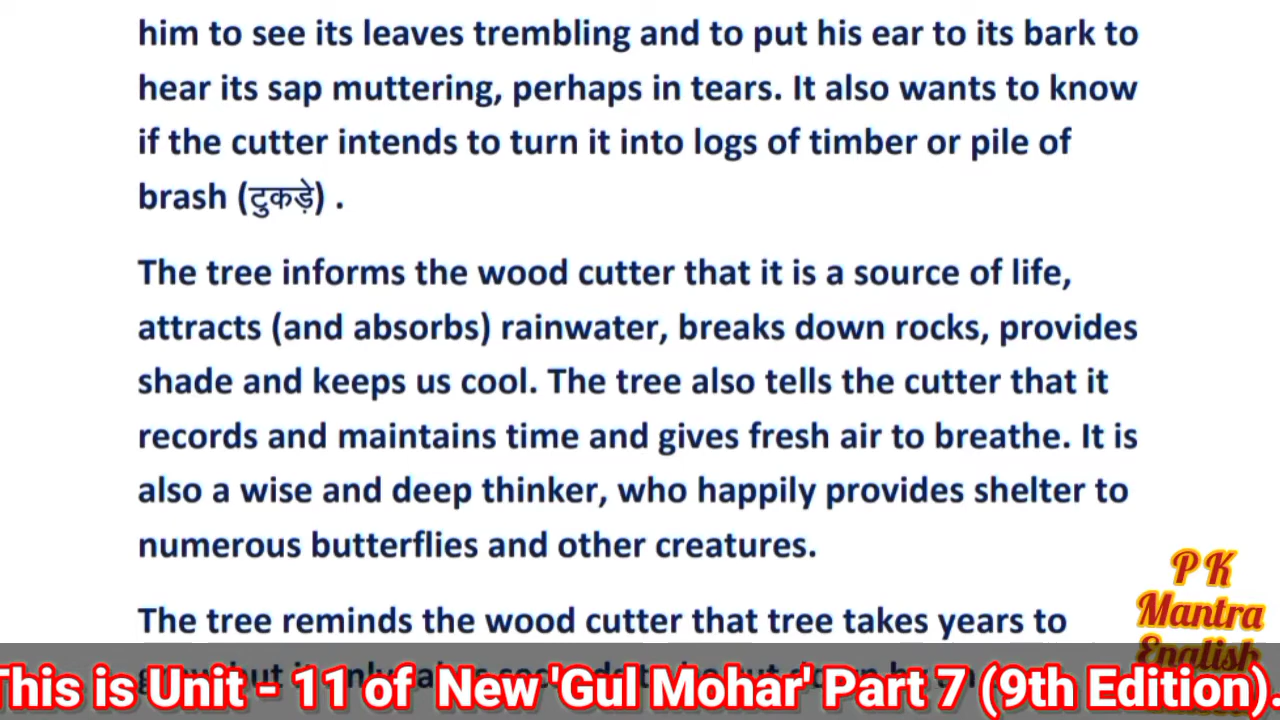 him to see its leaves trembling and to put his ear to its bark to
hear its sap muttering, perhaps in tears. It also wants to know
if the cutter intends to turn it into logs of timber or pile of
brash (टुकड़े) .
The tree informs the wood cutter that it is a source of life,
attracts (and absorbs) rainwater, breaks down rocks, provides
shade and keeps us cool. The tree also tells the cutter that it
records and maintains time and gives fresh air to breathe. It is
also a wise and deep thinker, who happily provides shelter to
numerous butterflies and other creatures.
The tree reminds the wood cutter that tree takes years to
P K
Mantra
English
This is Unit - 11 of New 'Gul Mohar' Part 7 (9th Edition).